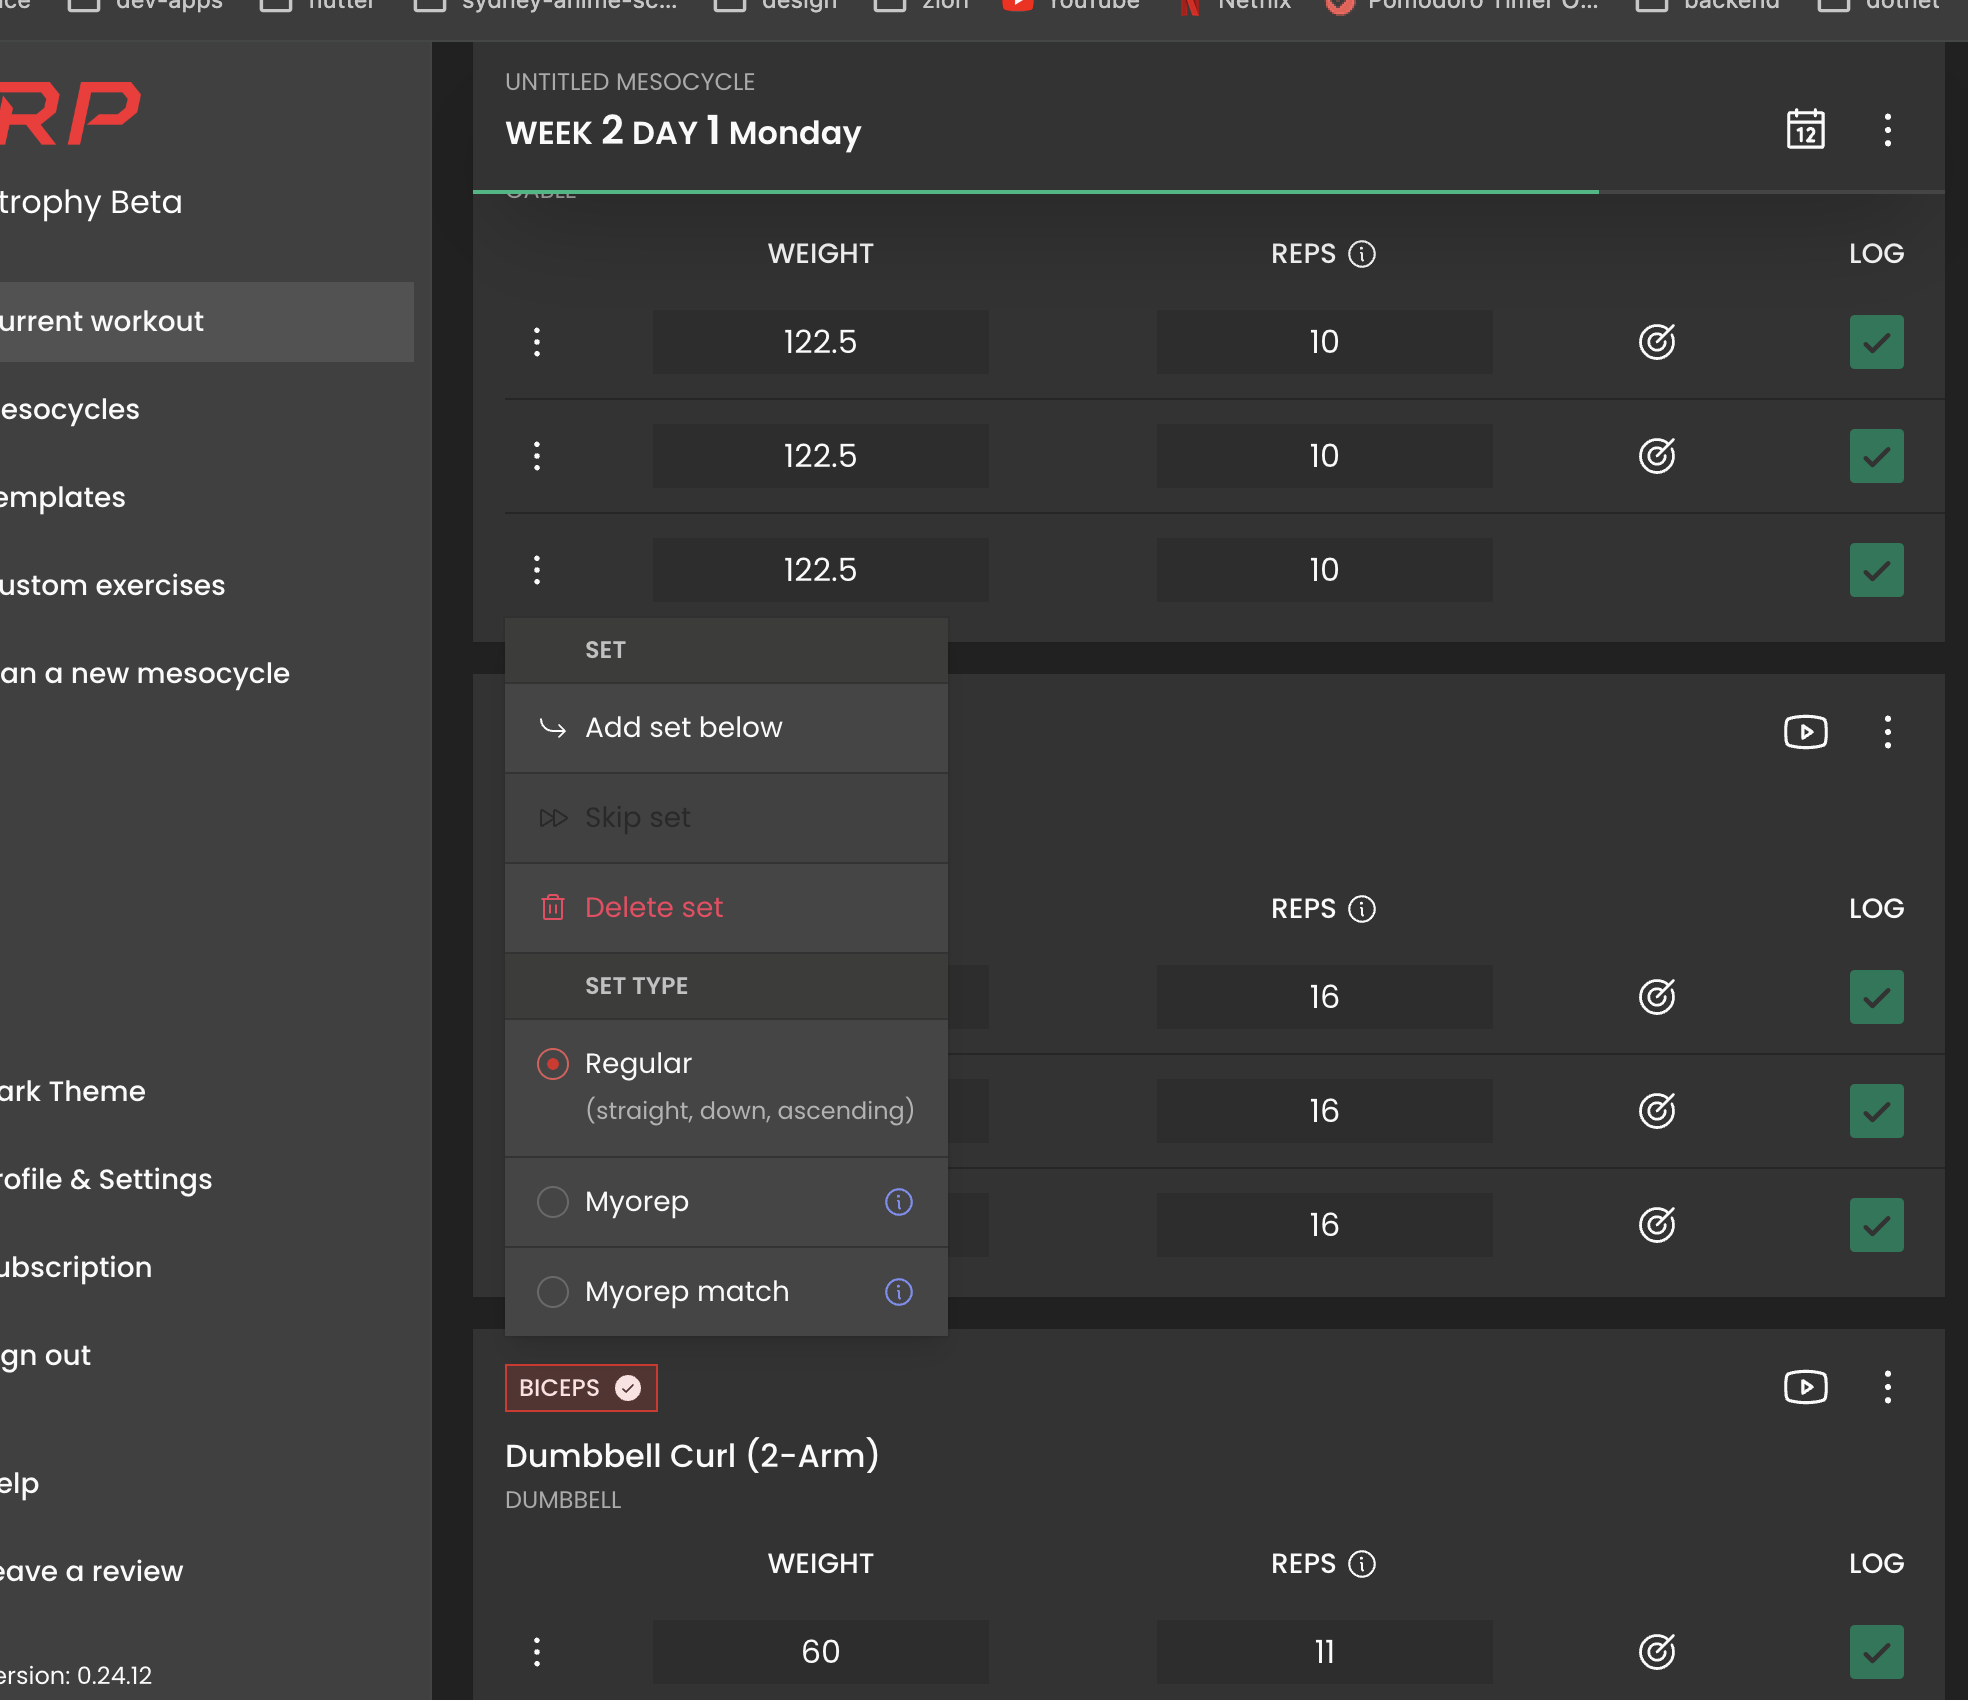 dev-apps
flutter
sydney-anime-sc...
design
zion
YouTube
Netflix
Pomodoro Timer O...
backend
dotnet
RP
trophy Beta
urrent workout
esocycles
emplates
ustom exercises
an a new mesocycle
ark Theme
rofile & Settings
ubscription
gn out
elp
eave a review
ersion: 0.24.12
UNTITLED MESOCYCLE
WEEK 2 DAY 1 Monday
12
CABLE
WEIGHT REPS LOG
122.5 10
122.5 10
122.5 10
SET
Add set below
Skip set
Delete set
SET TYPE
Regular
(straight, down, ascending)
Myorep
Myorep match
REPS LOG
16
16
16
BICEPS
Dumbbell Curl (2-Arm)
DUMBBELL
WEIGHT REPS LOG
60 11